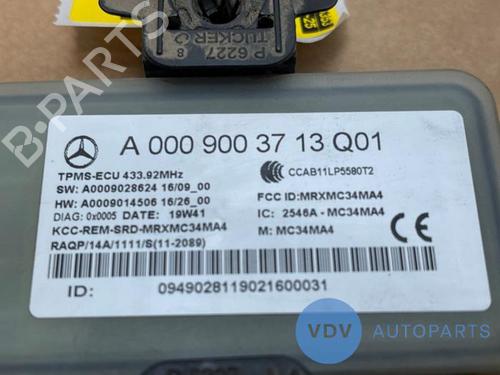 P 6227
TUCKER 8
A 000 900 37 13 Q01
TPMS-ECU 433.92MHz
CCAB11LP5580T2
SW: A0009028624 16/09_00
HW: A0009014506 16/26_00
FCC ID:MRXMC34MA4
DIAG: 0x0005 DATE: 19W41
IC: 2546A - MC34MA4
KCC-REM-SRD-MRXMC34MA4
M: MC34MA4
RAQP/14A/1111/S(11-2089)
CE
ID: 0949028119021600031
B-PARTS
VDV AUTOPARTS